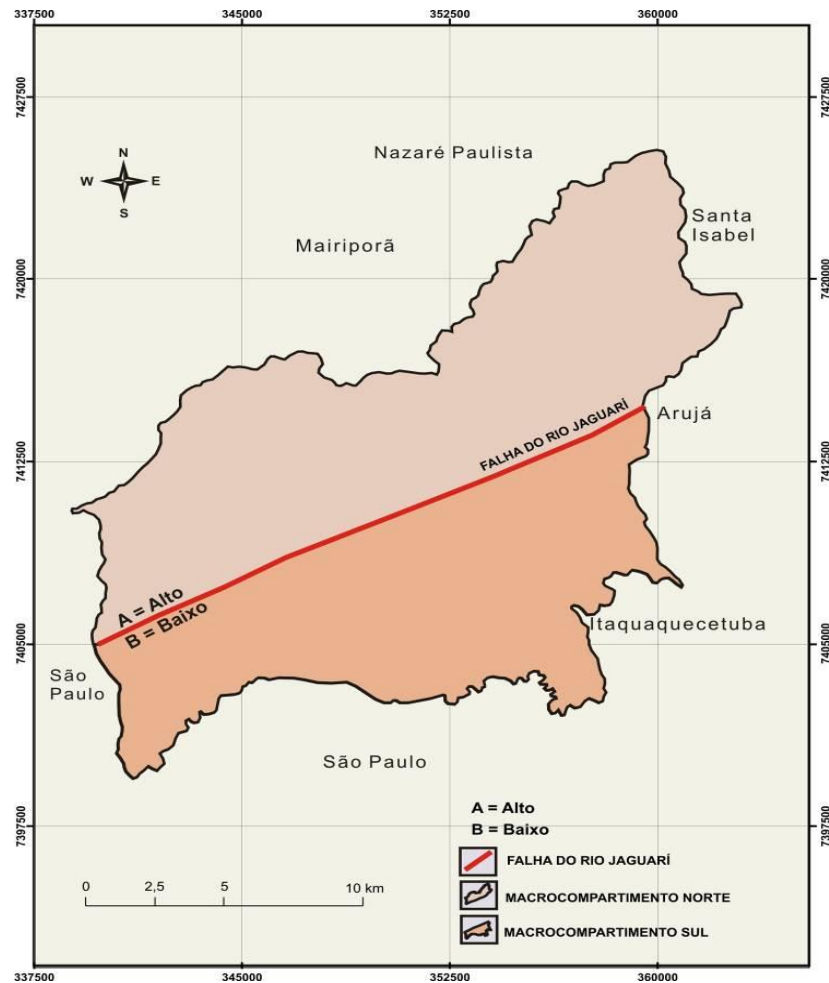 337500 345000 352500 360000
7427500 7427500
Nazaré Paulista
N
W E
S
Santa
Isabel
Mairiporã
7420000 7420000
Arujá
FALHA DO RIO JAGUARÍ
7412500 7412500
A = Alto
B = Baixo
Itaquaquecetuba
7405000 7405000
São
Paulo
São Paulo
A = Alto
B = Baixo
7397500 7397500
FALHA DO RIO JAGUARÍ
0 2,5 5 10 km
MACROCOMPARTIMENTO NORTE
MACROCOMPARTIMENTO SUL
337500 345000 352500 360000